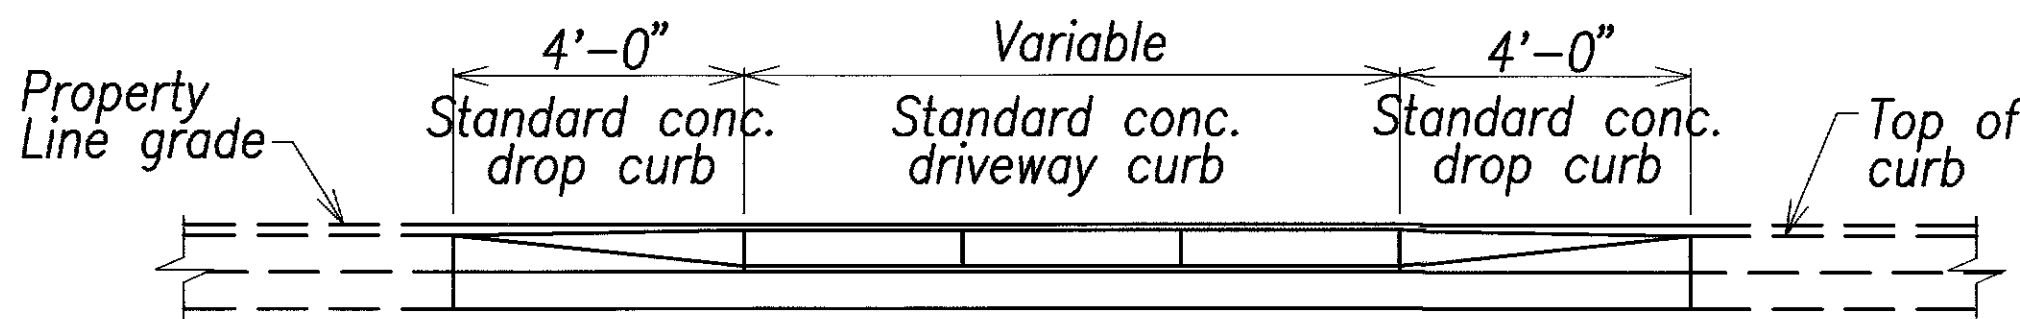 4'-0"
Variable
4'-0"
Property
Line grade
Standard conc.
drop curb
Standard conc.
driveway curb
Standard conc.
drop curb
Top of
curb